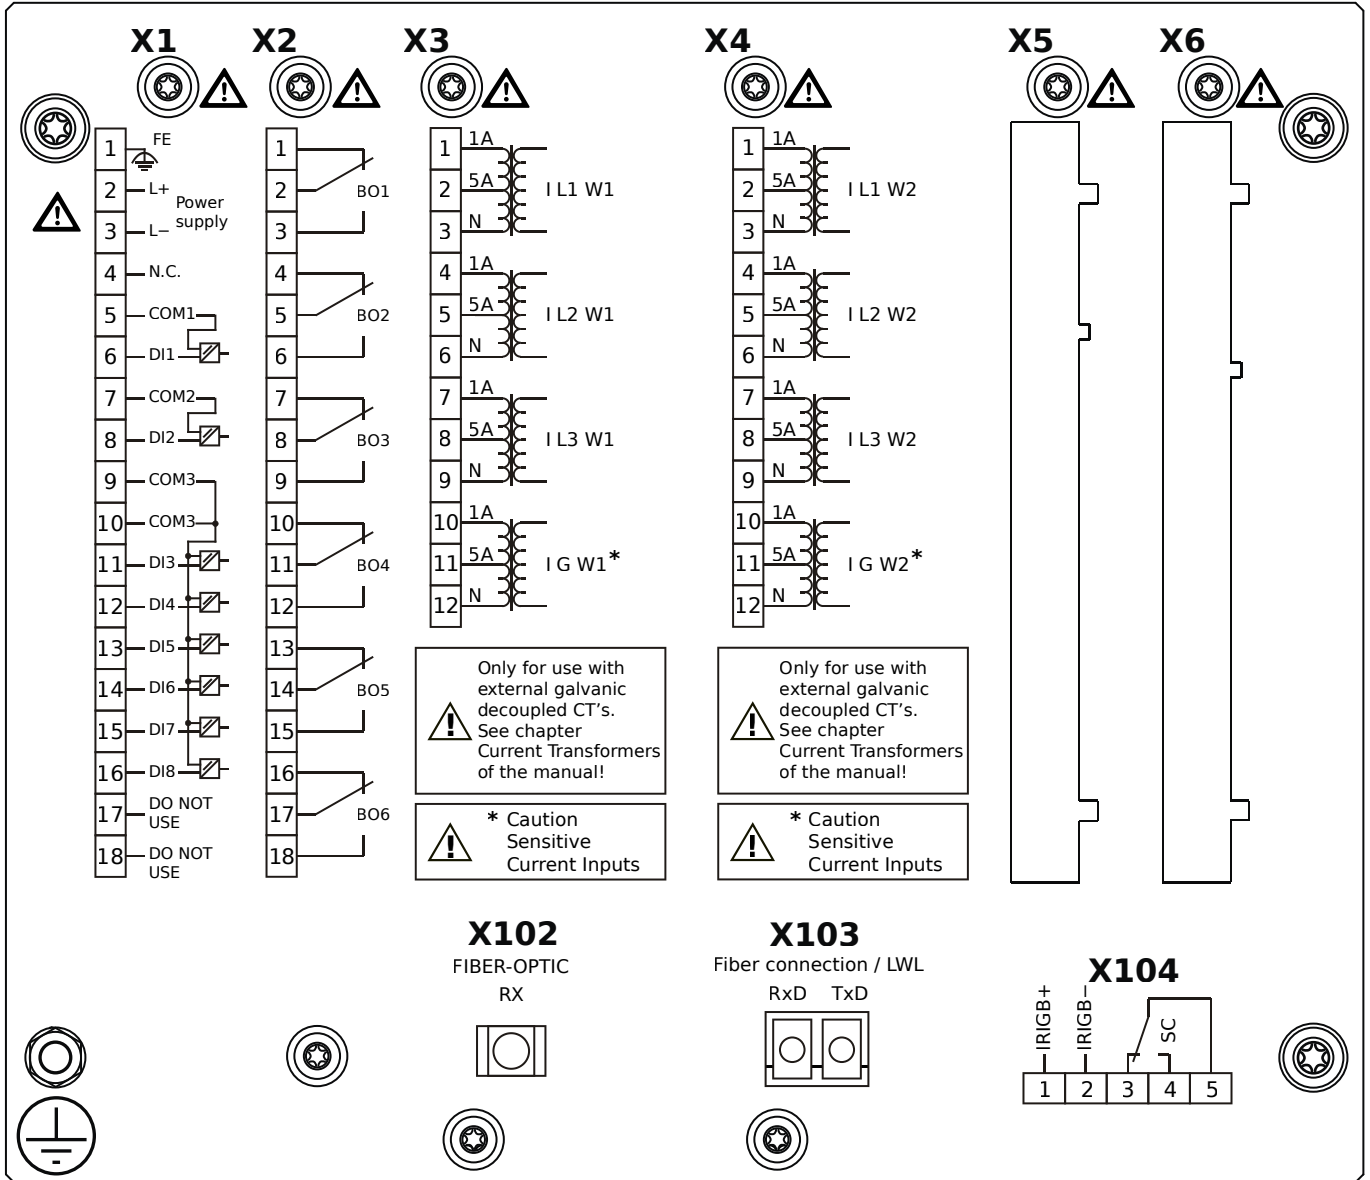 X1
X2
X3
X4
X5
X6
1
FE
2
L+
Power
supply
3
L−
4
N.C.
5
COM1
6
DI1
7
COM2
8
DI2
9
COM3
10
COM3
11
DI3
12
DI4
13
DI5
14
DI6
15
DI7
16
DI8
17
DO NOT
USE
18
DO NOT
USE
1
2
BO1
3
4
5
BO2
6
7
8
BO3
9
10
11
BO4
12
13
14
BO5
15
16
17
BO6
18
1
1A
2
5A
I L1 W1
3
N
4
1A
5
5A
I L2 W1
6
N
7
1A
8
5A
I L3 W1
9
N
10
1A
11
5A
I G W1*
12
N
Only for use with
external galvanic
decoupled CT's.
See chapter
Current Transformers
of the manual!
* Caution
Sensitive
Current Inputs
1
1A
2
5A
I L1 W2
3
N
4
1A
5
5A
I L2 W2
6
N
7
1A
8
5A
I L3 W2
9
N
10
1A
11
5A
I G W2*
12
N
Only for use with
external galvanic
decoupled CT's.
See chapter
Current Transformers
of the manual!
* Caution
Sensitive
Current Inputs
X102
FIBER-OPTIC
RX
X103
Fiber connection / LWL
RxD TxD
X104
IRIGB+
IRIGB−
SC
1 2 3 4 5